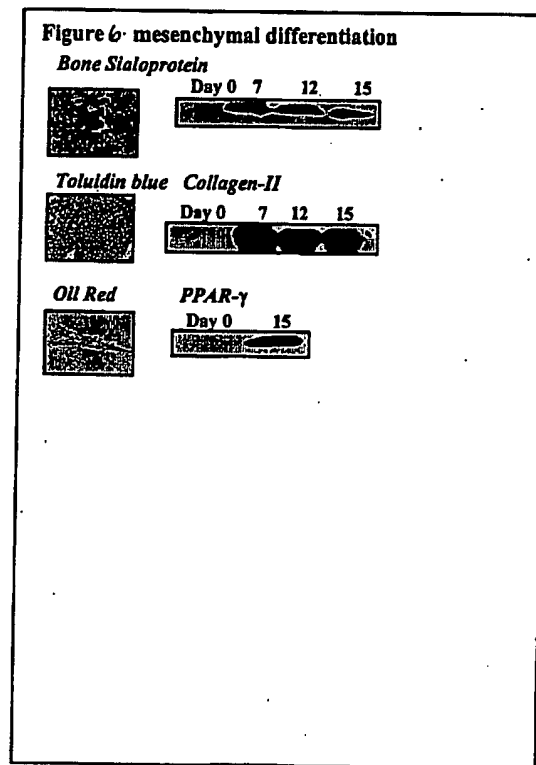 Figure 6. mesenchymal differentiation
Bone Sialoprotein
Day 0 7 12 15
Toluidin blue Collagen-II
Day 0 7 12 15
Oil Red PPAR-γ
Day 0 15